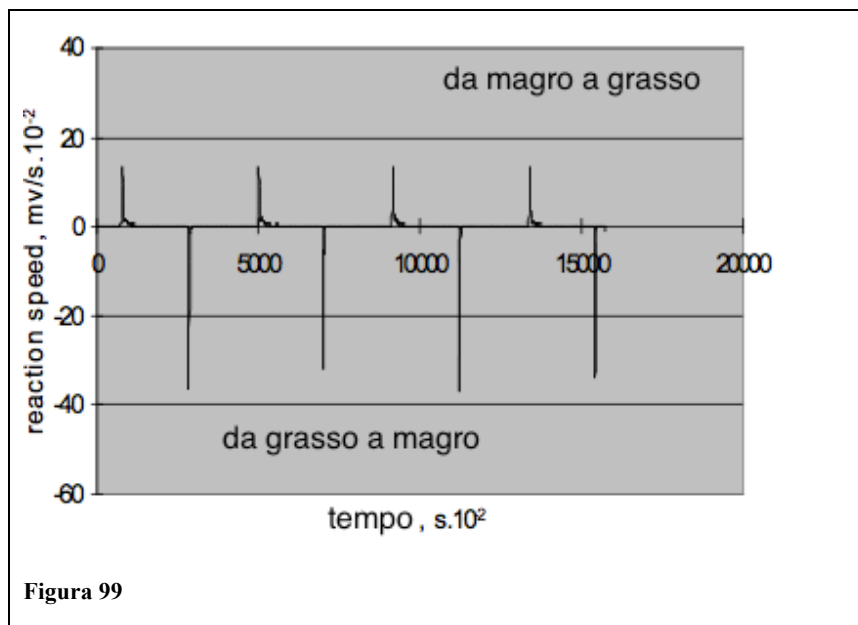 40
da magro a grasso
20
0
0
5000
10000
15000
20000
-20
-40
da grasso a magro
-60
reaction speed, mv/s.10⁻²
tempo, s.10²
Figura 99